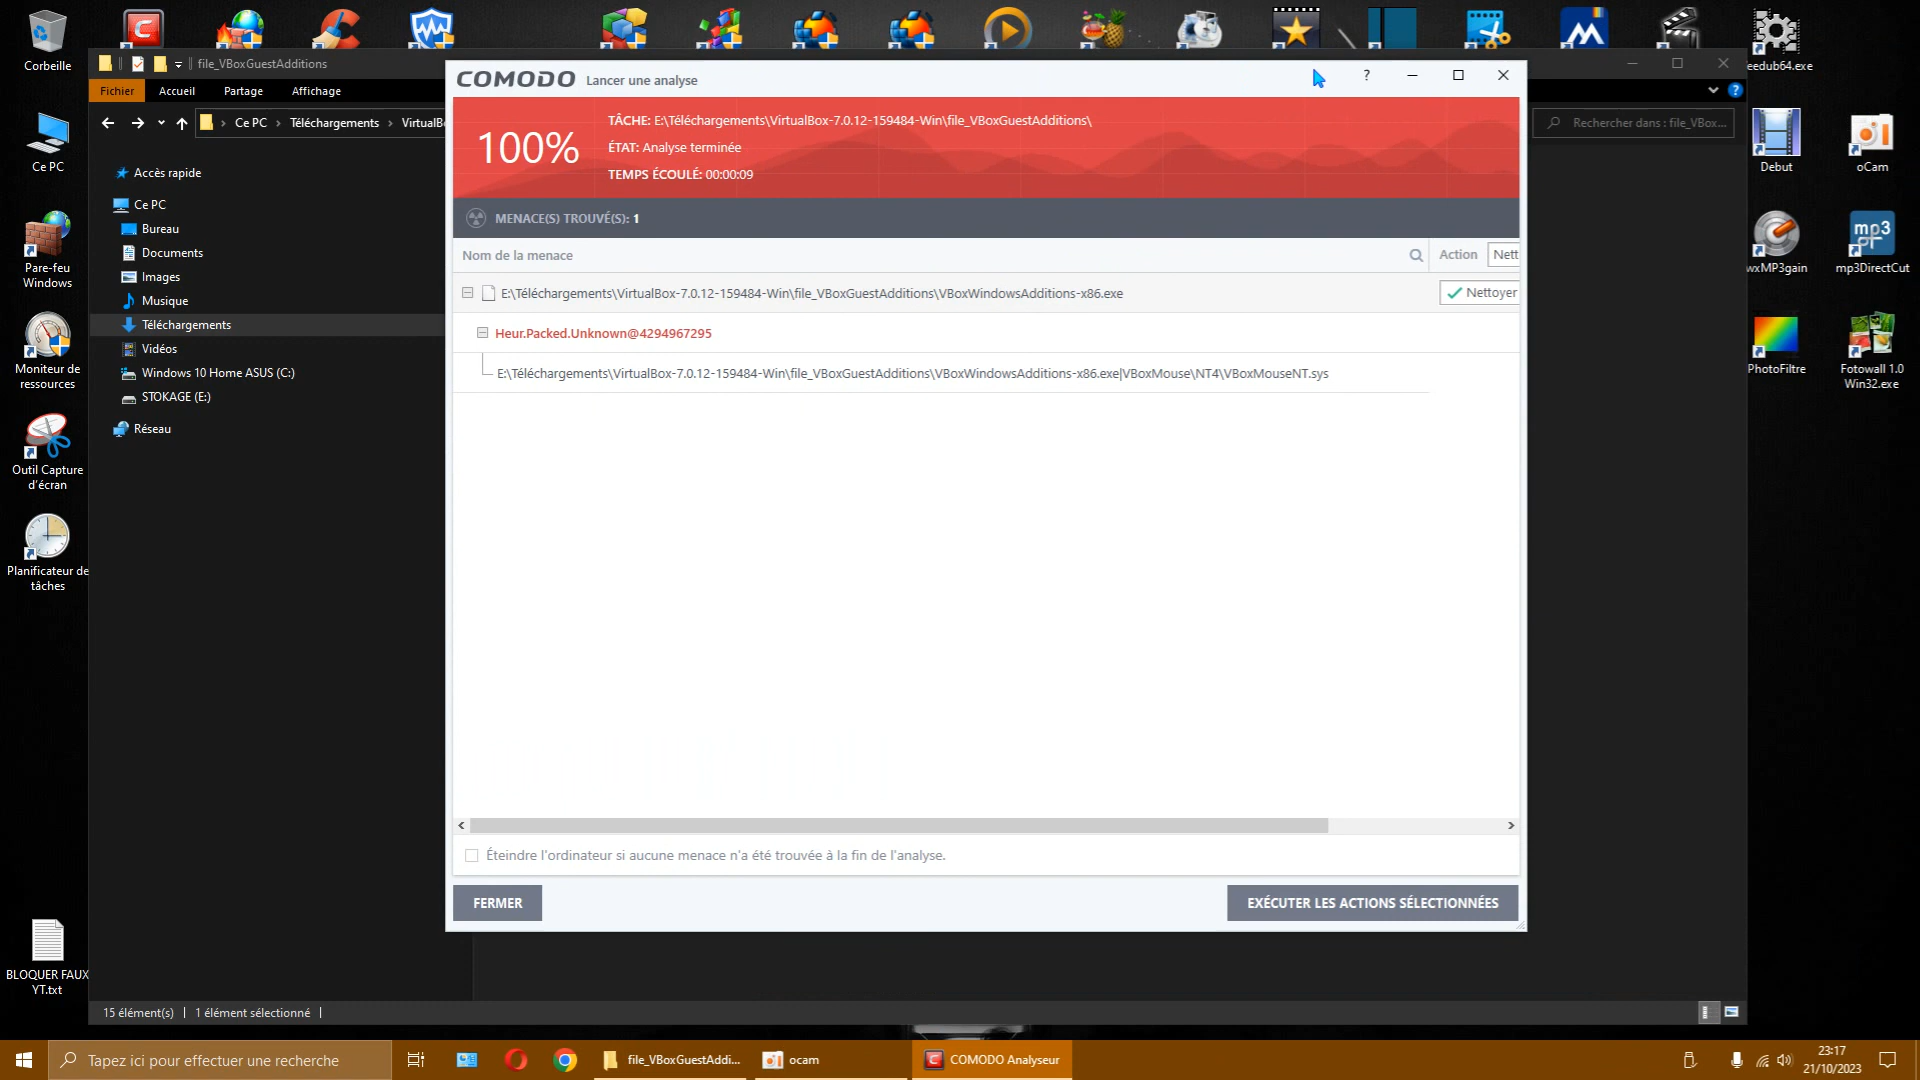 Corbeille
Ce PC
Pare-feu
Windows
Moniteur de
ressources
Outil Capture
d'écran
Planificateur de
tâches
BLOQUER FAUX
YT.txt
file_VBoxGuestAdditions
Fichier
Accueil
Partage
Affichage
Ce PC
Téléchargements
Accès rapide
Ce PC
Bureau
Documents
Images
Musique
Téléchargements
Vidéos
Windows 10 Home ASUS (C:)
STOKAGE (E:)
Réseau
15 élément(s)
1 élément sélectionné
COMODO Lancer une analyse
?
100%
TÂCHE: E:\Téléchargements\VirtualBox-7.0.12-159484-Win\file_VBoxGuestAdditions\
ÉTAT: Analyse terminée
TEMPS ÉCOULÉ: 00:00:09
MENACE(S) TROUVÉ(S): 1
Nom de la menace
Action
Nett
E:\Téléchargements\VirtualBox-7.0.12-159484-Win\file_VBoxGuestAdditions\VBoxWindowsAdditions-x86.exe
Nettoyer
Heur.Packed.Unknown@4294967295
E:\Téléchargements\VirtualBox-7.0.12-159484-Win\file_VBoxGuestAdditions\VBoxWindowsAdditions-x86.exe|VBoxMouse\NT4\VBoxMouseNT.sys
Éteindre l'ordinateur si aucune menace n'a été trouvée à la fin de l'analyse.
FERMER
EXÉCUTER LES ACTIONS SÉLECTIONNÉES
Rechercher dans : file_VBox...
eedub64.exe
Debut
oCam
wxMP3gain
mp3
mp3DirectCut
PhotoFiltre
Fotowall 1.0
Win32.exe
Tapez ici pour effectuer une recherche
file_VBoxGuestAddi...
ocam
COMODO Analyseur
23:17
21/10/2023